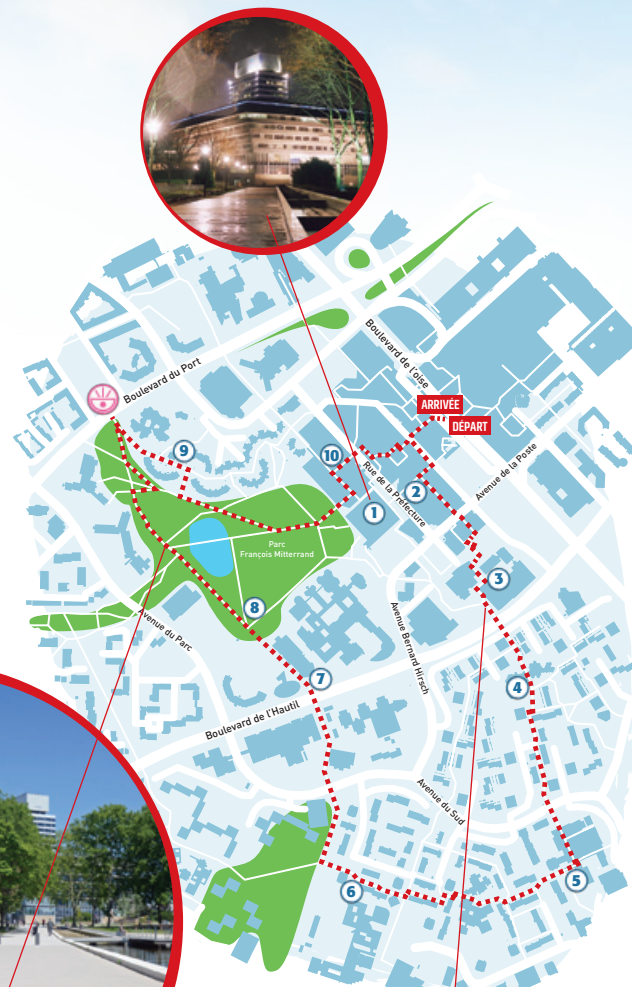 Boulevard du Port
Boulevard de l'oise
ARRIVÉE
DÉPART
9
10
Rue de la Préfecture
2
Avenue de la Poste
1
Parc
François Mitterrand
3
8
Avenue du Parc
Avenue Bernard Hirsch
7
4
Boulevard de l'Hautil
Avenue du Sud
5
6